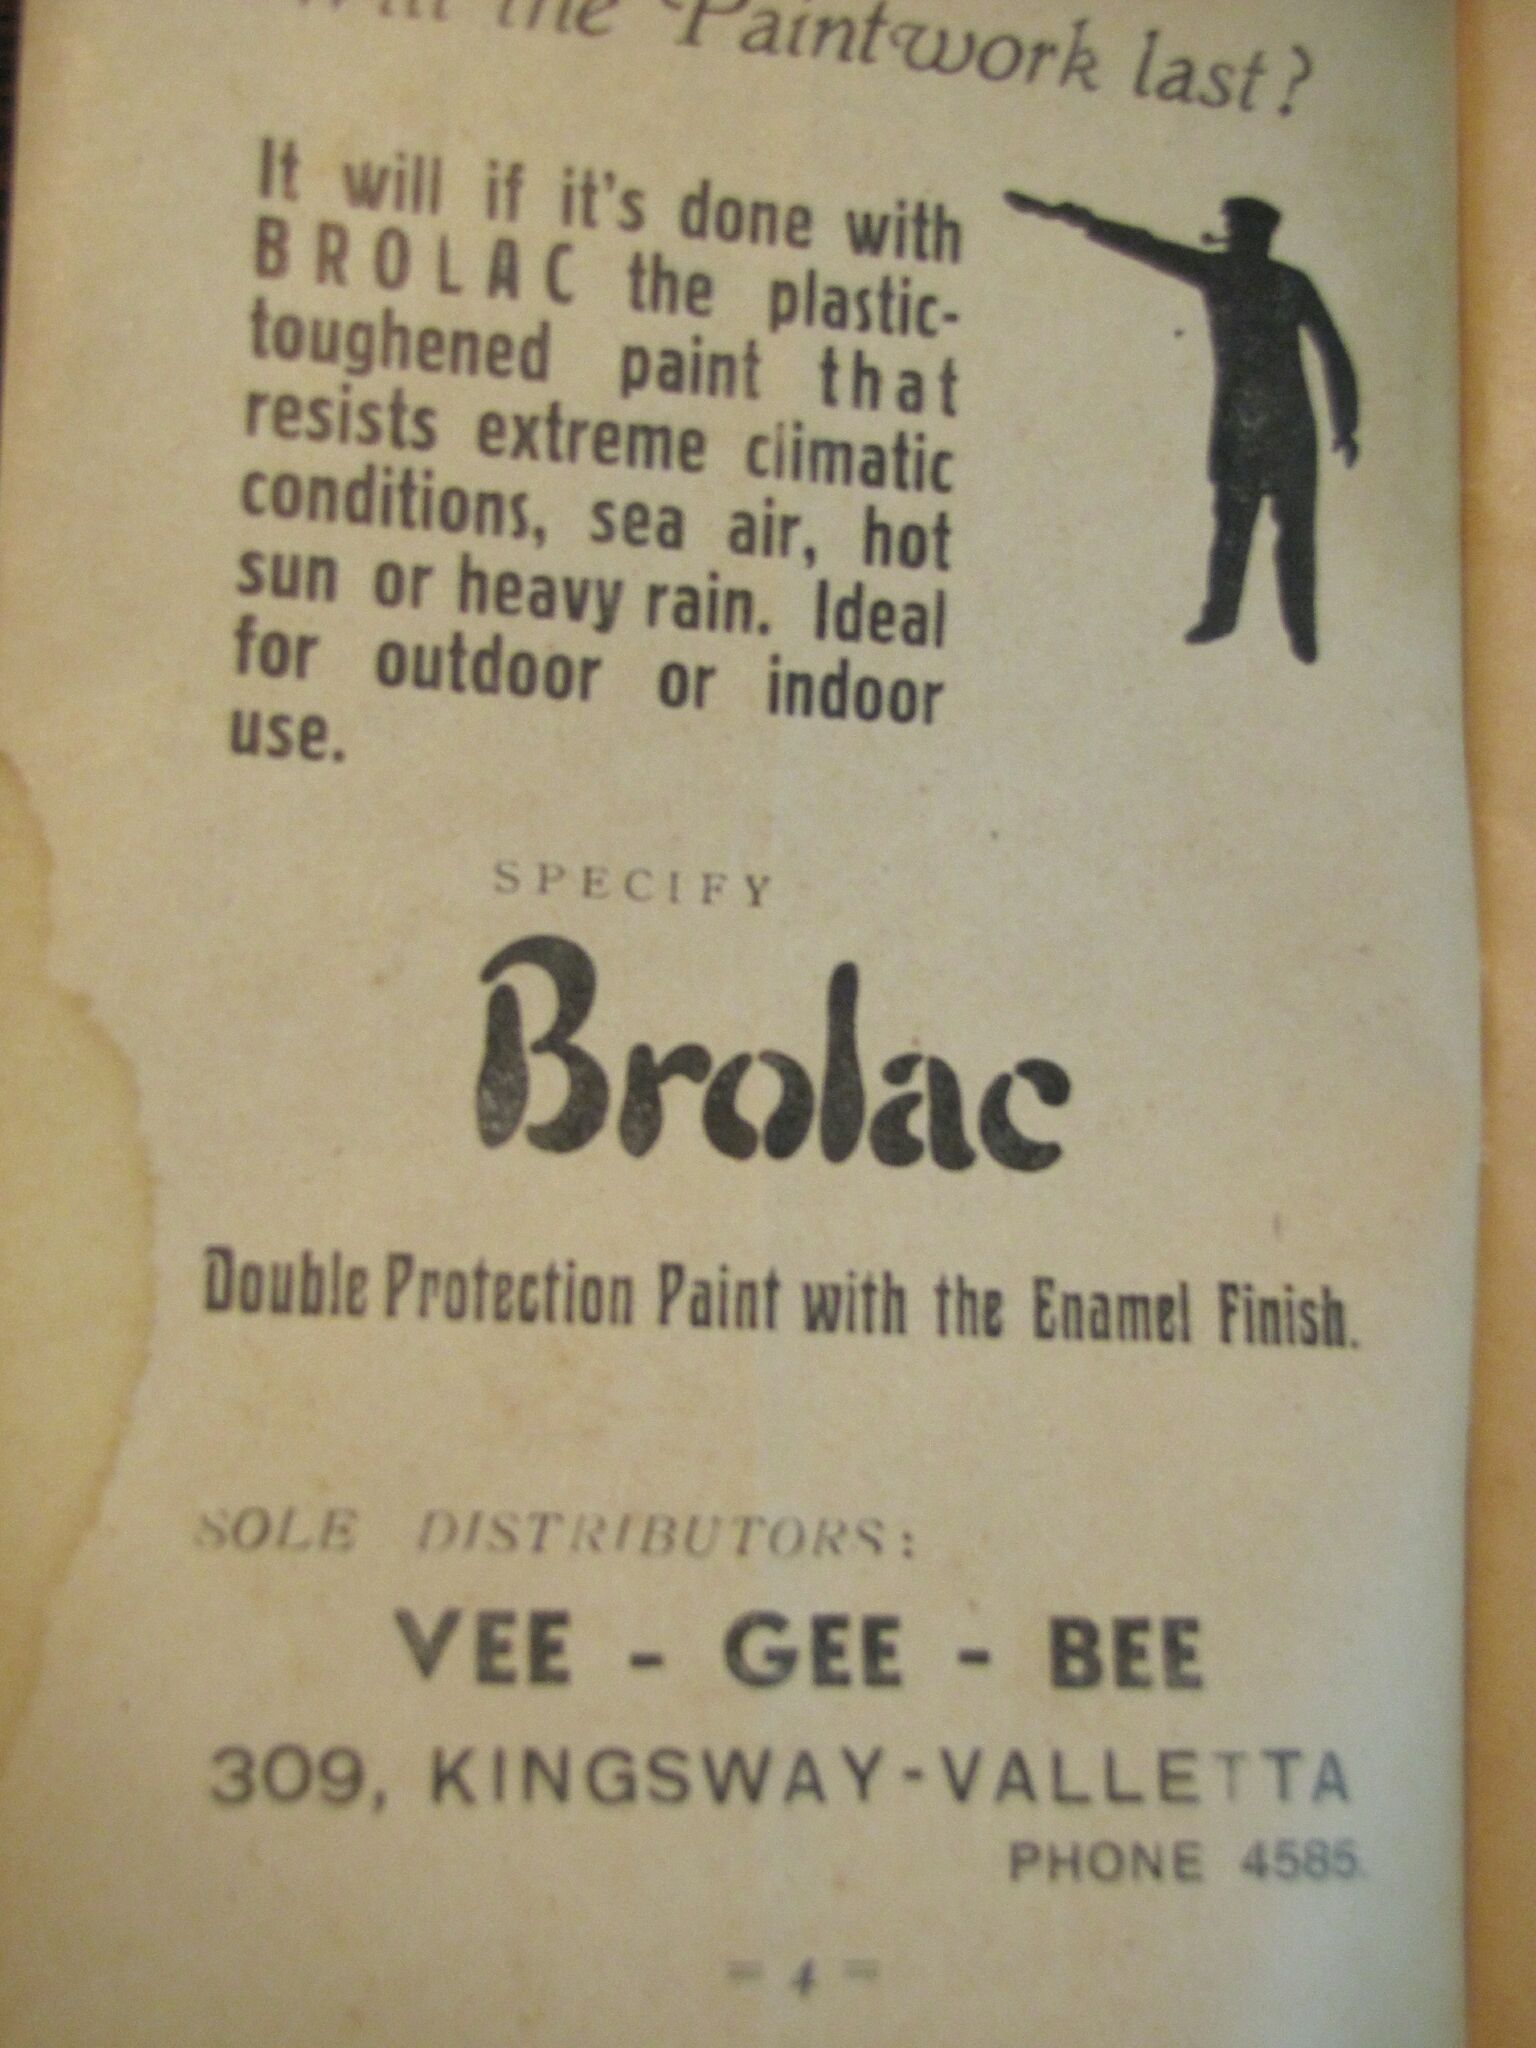 Will the Paintwork last?
It will if it's done with
BROLAC the plastic-
toughened paint that
resists extreme climatic
conditions, sea air, hot
sun or heavy rain. Ideal
for outdoor or indoor
use.
SPECIFY
Brolac
Double Protection Paint with the Enamel Finish.
SOLE DISTRIBUTORS:
VEE - GEE - BEE
309, KINGSWAY-VALLETTA
PHONE 4585.
= 4 =